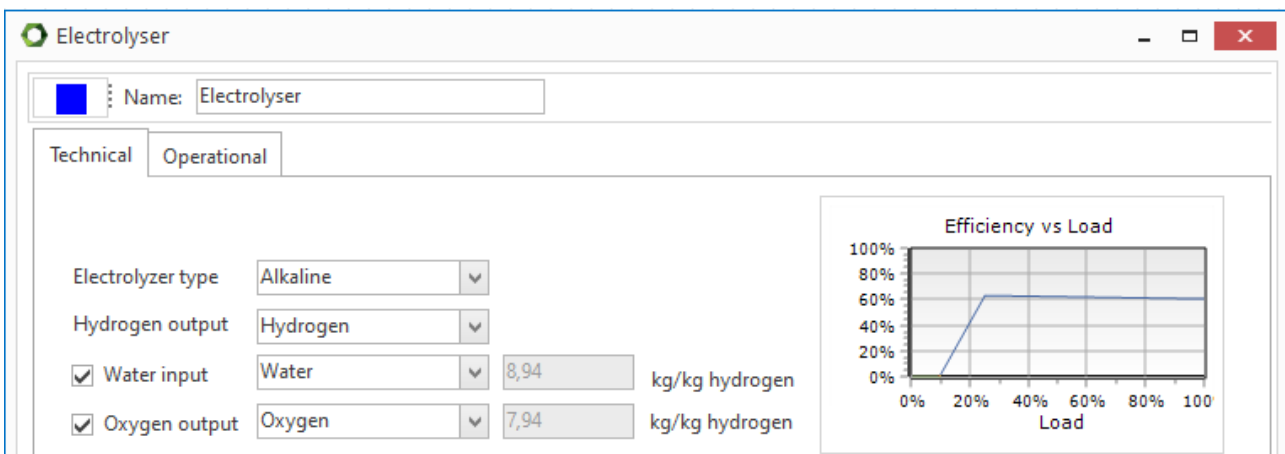 Electrolyser
Name: Electrolyser
Technical Operational
Electrolyzer type Alkaline
Hydrogen output Hydrogen
Water input Water 8,94 kg/kg hydrogen
Oxygen output Oxygen 7,94 kg/kg hydrogen
Efficiency vs Load
100%
80%
60%
40%
20%
0%
0% 20% 40% 60% 80% 100
Load